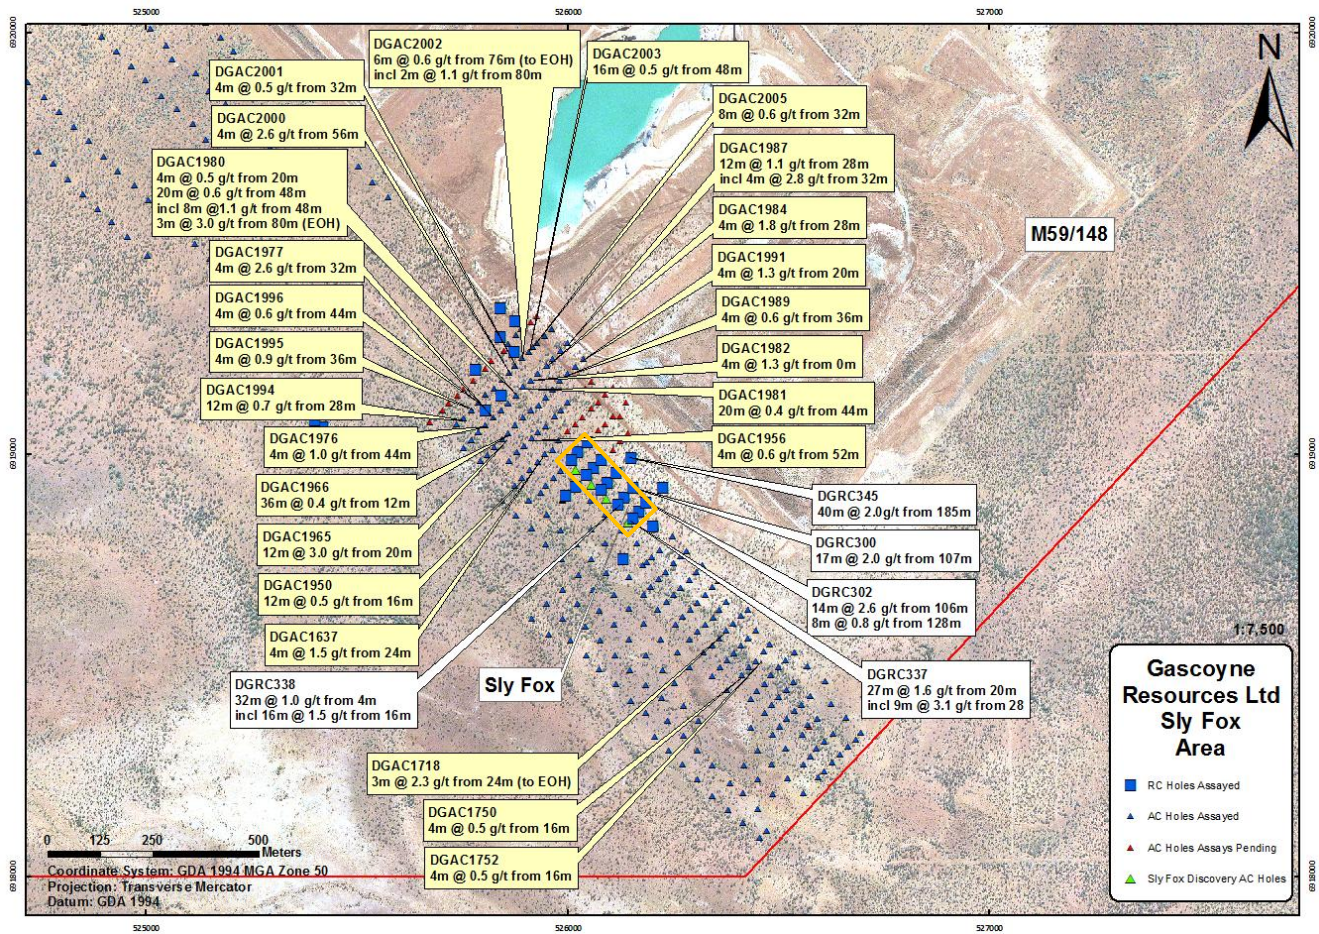 525000
526000
527000
6920000
6920000
DGAC2002
6m @ 0.6 g/t from 76m (to EOH)
incl 2m @ 1.1 g/t from 80m
DGAC2003
16m @ 0.5 g/t from 48m
N
DGAC2001
4m @ 0.5 g/t from 32m
DGAC2005
8m @ 0.6 g/t from 32m
DGAC2000
4m @ 2.6 g/t from 56m
DGAC1987
12m @ 1.1 g/t from 28m
incl 4m @ 2.8 g/t from 32m
DGAC1980
4m @ 0.5 g/t from 20m
20m @ 0.6 g/t from 48m
incl 8m @1.1 g/t from 48m
3m @ 3.0 g/t from 80m (EOH)
DGAC1984
4m @ 1.8 g/t from 28m
M59/148
DGAC1977
4m @ 2.6 g/t from 32m
DGAC1991
4m @ 1.3 g/t from 20m
DGAC1996
4m @ 0.6 g/t from 44m
DGAC1989
4m @ 0.6 g/t from 36m
DGAC1995
4m @ 0.9 g/t from 36m
DGAC1982
4m @ 1.3 g/t from 0m
DGAC1994
12m @ 0.7 g/t from 28m
DGAC1981
20m @ 0.4 g/t from 44m
DGAC1976
4m @ 1.0 g/t from 44m
DGAC1956
4m @ 0.6 g/t from 52m
6919000
6919000
DGAC1966
36m @ 0.4 g/t from 12m
DGRC345
40m @ 2.0g/t from 185m
DGAC1965
12m @ 3.0 g/t from 20m
DGRC300
17m @ 2.0 g/t from 107m
DGAC1950
12m @ 0.5 g/t from 16m
DGRC302
14m @ 2.6 g/t from 106m
8m @ 0.8 g/t from 128m
DGAC1637
4m @ 1.5 g/t from 24m
1:7,500
DGRC338
32m @ 1.0 g/t from 4m
incl 16m @ 1.5 g/t from 16m
Sly Fox
DGRC337
27m @ 1.6 g/t from 20m
incl 9m @ 3.1 g/t from 28
Gascoyne
Resources Ltd
Sly Fox
Area
RC Holes Assayed
AC Holes Assayed
AC Holes Assays Pending
Sly Fox Discovery AC Holes
DGAC1718
3m @ 2.3 g/t from 24m (to EOH)
DGAC1750
4m @ 0.5 g/t from 16m
DGAC1752
4m @ 0.5 g/t from 16m
0 125 250 500
Meters
Coordinate System: GDA 1994 MGA Zone 50
Projection: Transverse Mercator
Datum: GDA 1994
6918000
6918000
525000
526000
527000